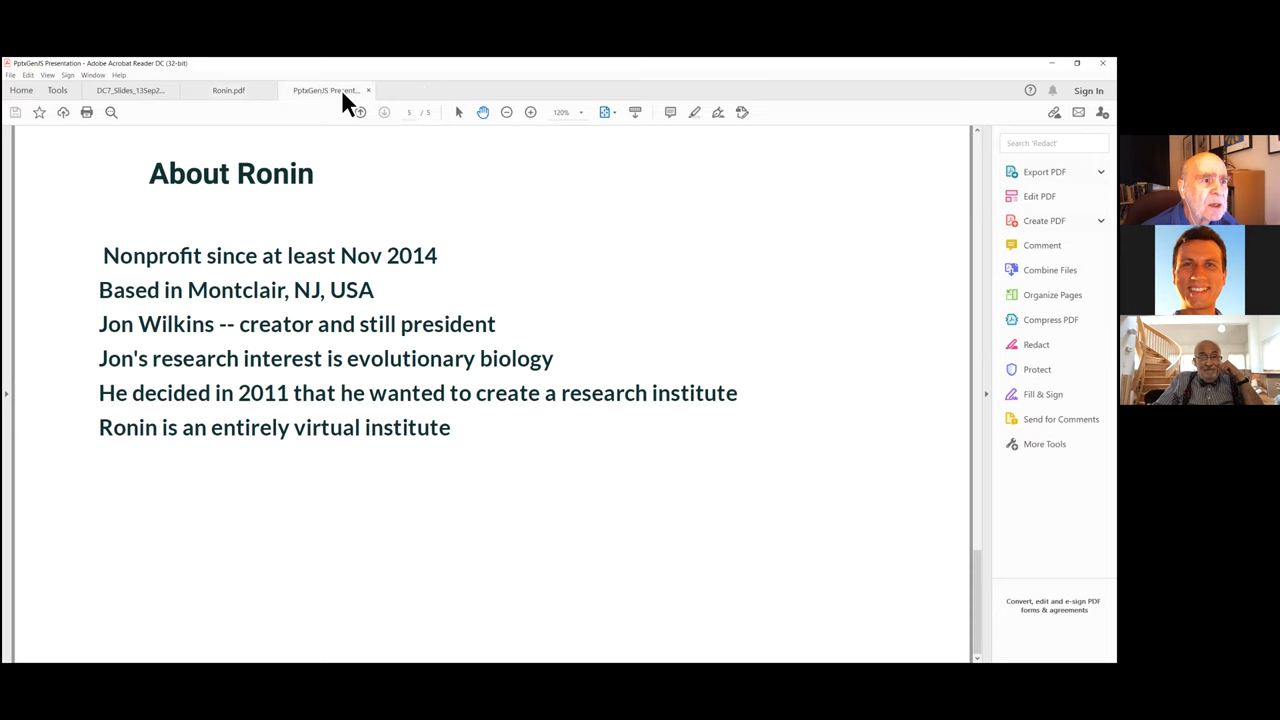 PptxGenJS Presentation - Adobe Acrobat Reader DC (32-bit)
File Edit View Sign Window Help
Home Tools DC7_Slides_13Sep2... Ronin.pdf PptxGenJS Present... × Sign In
5 / 5 120%
About Ronin
Nonprofit since at least Nov 2014
Based in Montclair, NJ, USA
Jon Wilkins -- creator and still president
Jon's research interest is evolutionary biology
He decided in 2011 that he wanted to create a research institute
Ronin is an entirely virtual institute
Search 'Redact'
Export PDF
Edit PDF
Create PDF
Comment
Combine Files
Organize Pages
Compress PDF
Redact
Protect
Fill & Sign
Send for Comments
More Tools
Convert, edit and e-sign PDF
forms & agreements